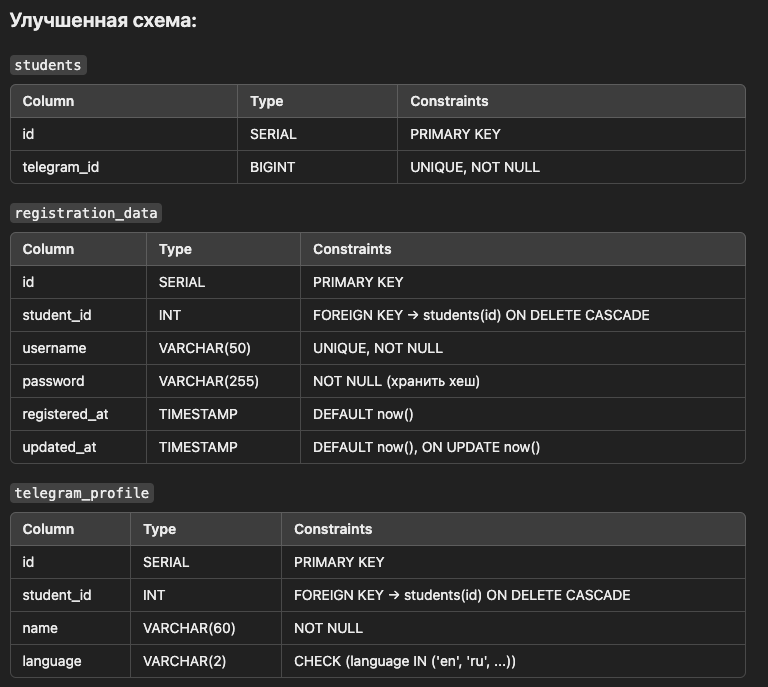 Улучшенная схема:
students
Column Type Constraints
id SERIAL PRIMARY KEY
telegram_id BIGINT UNIQUE, NOT NULL
registration_data
Column Type Constraints
id SERIAL PRIMARY KEY
student_id INT FOREIGN KEY → students(id) ON DELETE CASCADE
username VARCHAR(50) UNIQUE, NOT NULL
password VARCHAR(255) NOT NULL (хранить хеш)
registered_at TIMESTAMP DEFAULT now()
updated_at TIMESTAMP DEFAULT now(), ON UPDATE now()
telegram_profile
Column Type Constraints
id SERIAL PRIMARY KEY
student_id INT FOREIGN KEY → students(id) ON DELETE CASCADE
name VARCHAR(60) NOT NULL
language VARCHAR(2) CHECK (language IN ('en', 'ru', ...))